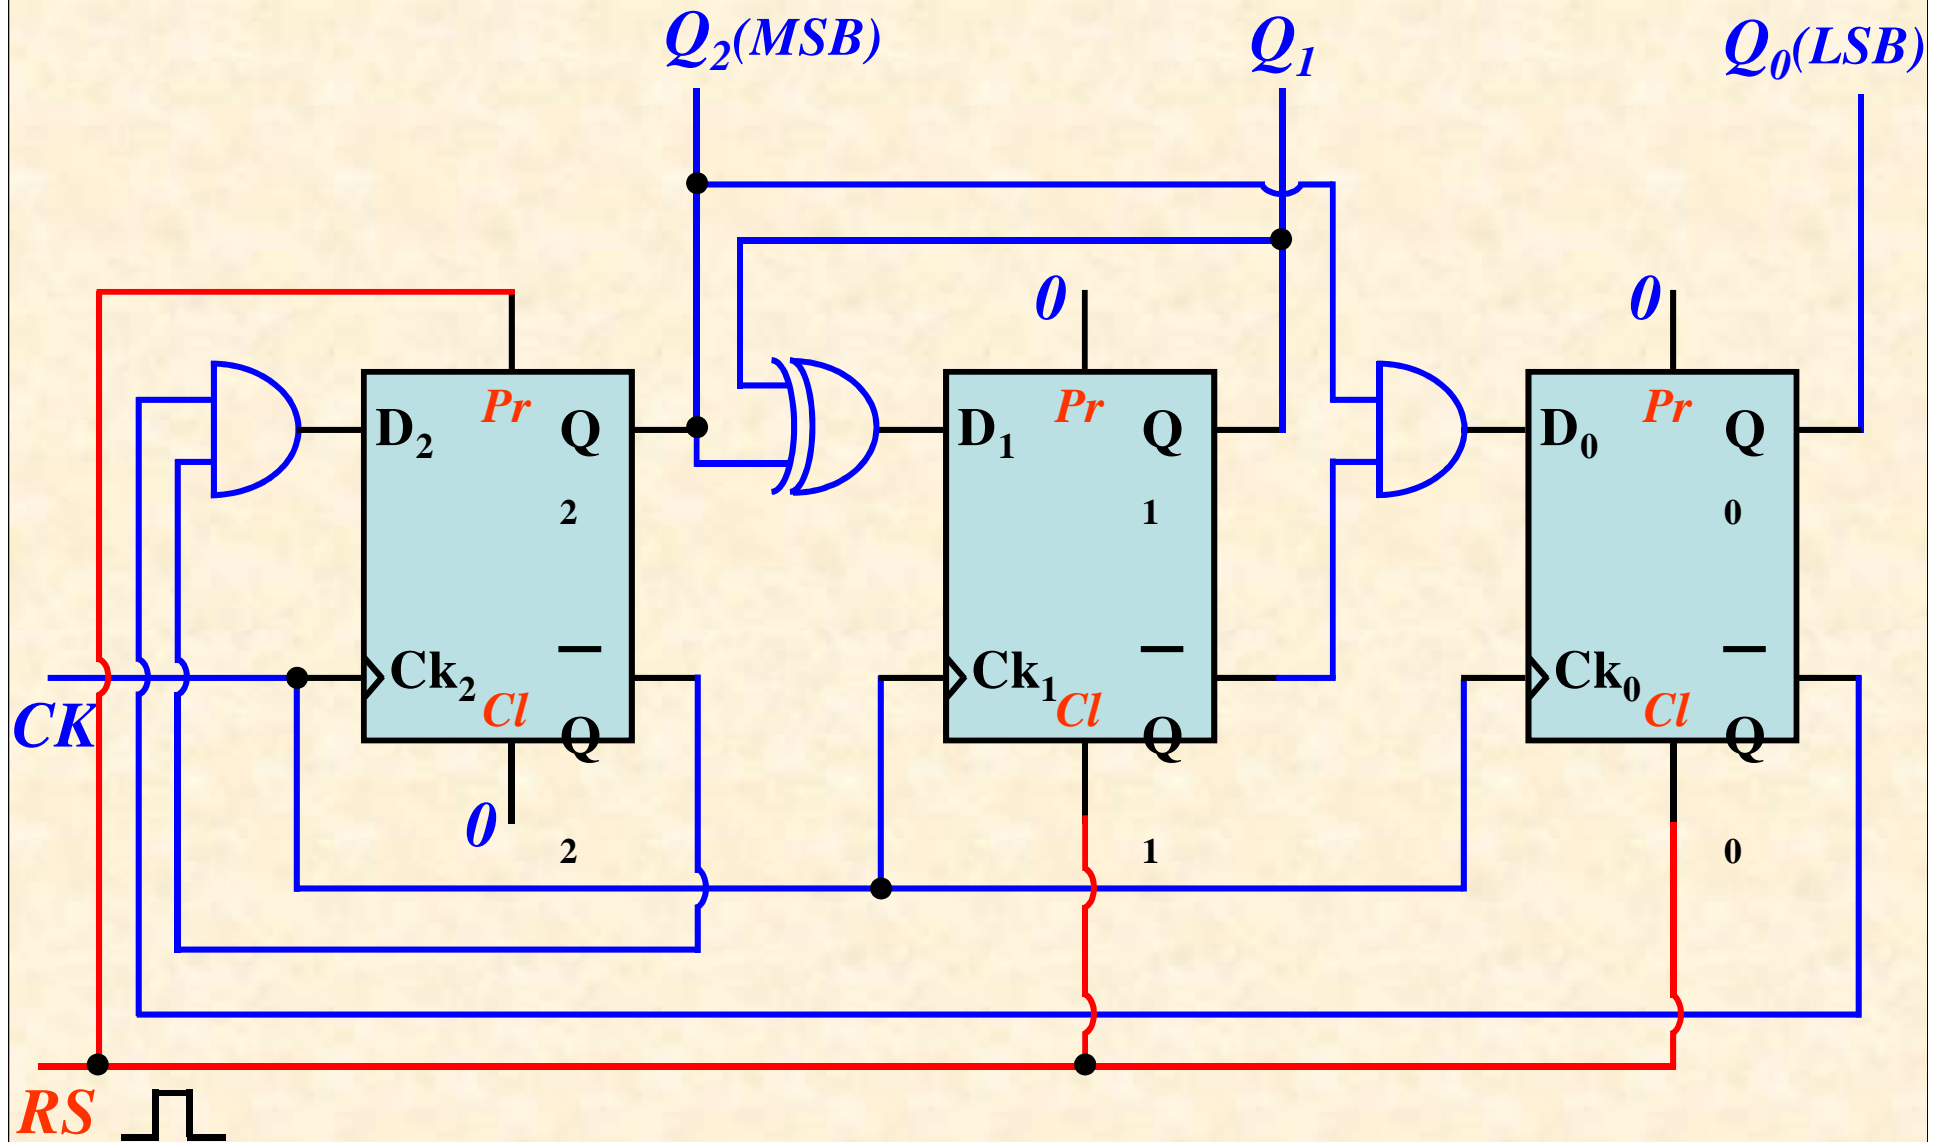 Q2(MSB) Q1 Q0(LSB)
0 0
Pr Pr Pr
D2 Q D1 Q D0 Q
2 1 0
Ck2 Ck1 Ck0
Cl Cl Cl
CK Q Q Q
0 2 1 0
RS